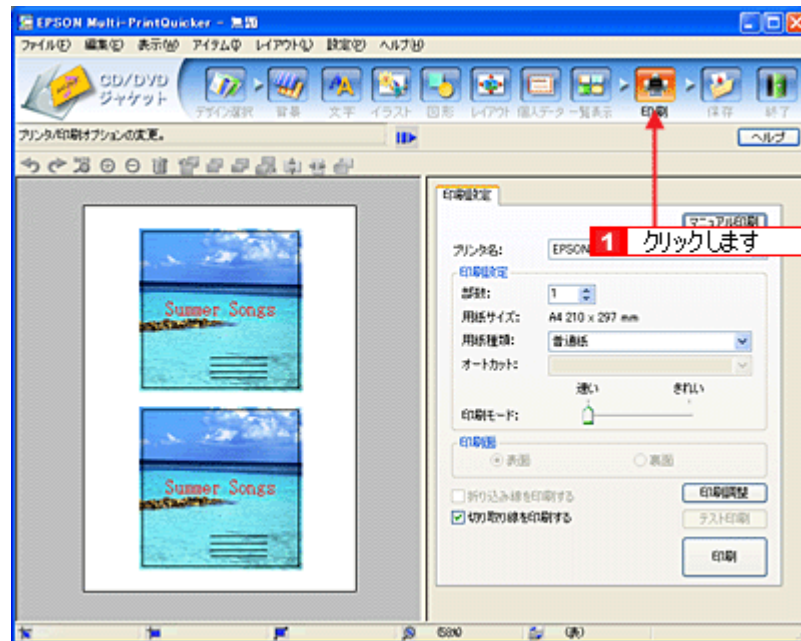 EPSON Multi-PrintQuicker - 無題
ファイル(F) 編集(E) 表示(W) アイテム(I) レイアウト(L) 設定(P) ヘルプ(H)
CD/DVD
ジャケット
デザイン選択 背景 文字 イラスト 図形 レイアウト 個人データ 一覧表示 印刷 保存 終了
プリンタ/印刷オプションの変更。
ヘルプ
印刷設定
マニュアル印刷
1 クリックします
プリンタ名: EPSON
印刷設定
部数: 1
用紙サイズ: A4 210 x 297 mm
用紙種類: 普通紙
オートカット:
速い きれい
印刷モード:
印刷面
表面 裏面
折り込み線を印刷する
印刷調整
切り取り線を印刷する
テスト印刷
印刷
Summer Songs
Summer Songs
(表)